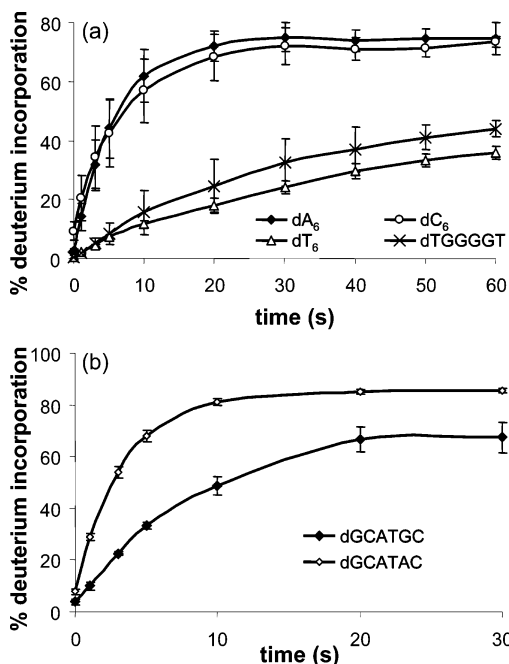 (a)
% deuterium incorporation
80
60
40
20
0
0 10 20 30 40 50 60
dA₆ dC₆
dT₆ dTGGGGT
time (s)
(b)
% deuterium incorporation
100
80
60
40
20
0
0 10 20 30
dGCATGC
dGCATAC
time (s)